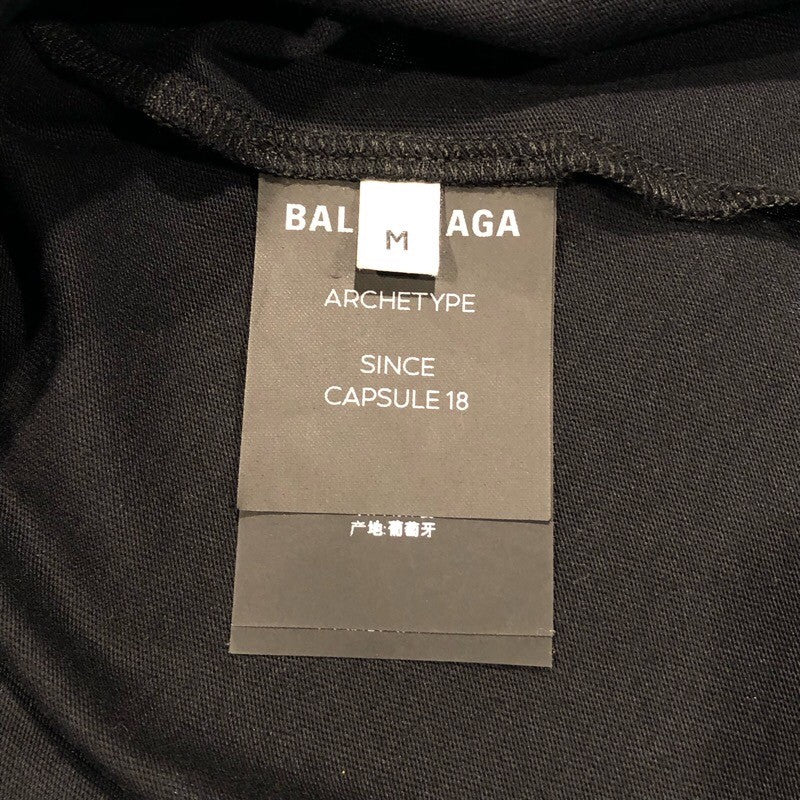 BAL AGA
M
ARCHETYPE
SINCE
CAPSULE 18
产地:葡萄牙